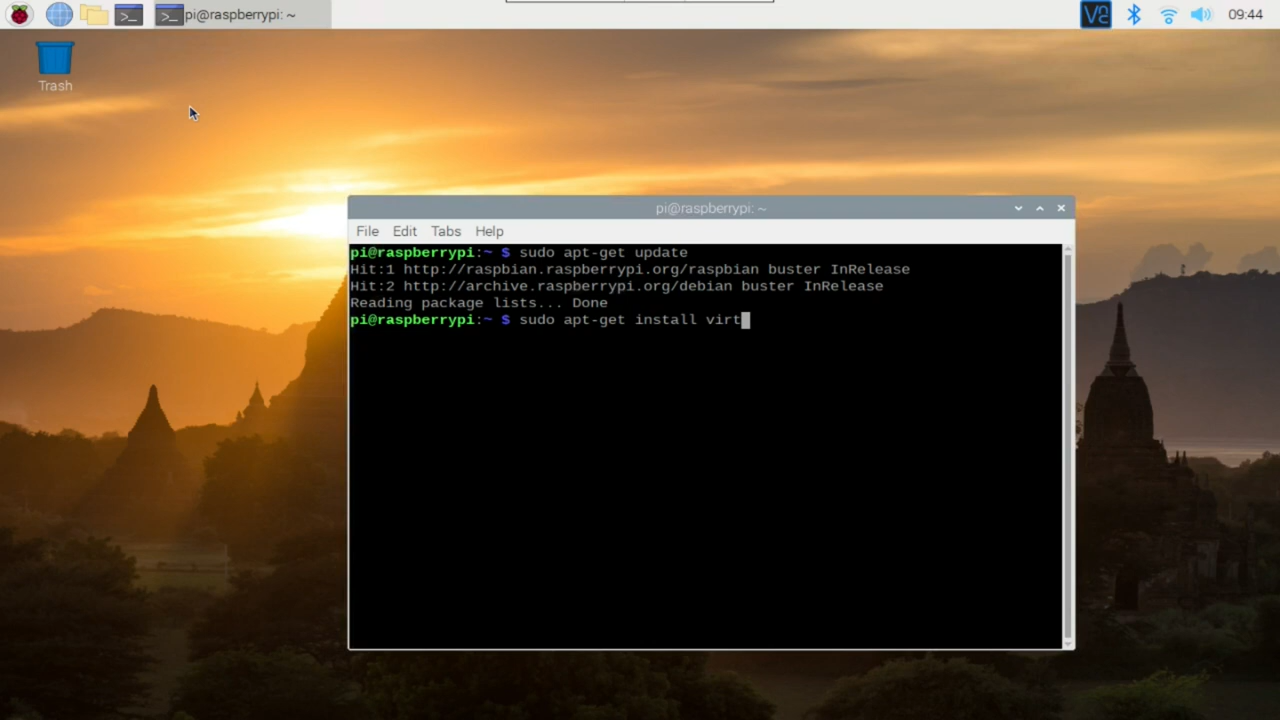 pi@raspberrypi: ~
09:44
Trash
pi@raspberrypi: ~
File Edit Tabs Help
pi@raspberrypi:~ $ sudo apt-get update
Hit:1 http://raspbian.raspberrypi.org/raspbian buster InRelease
Hit:2 http://archive.raspberrypi.org/debian buster InRelease
Reading package lists... Done
pi@raspberrypi:~ $ sudo apt-get install virt